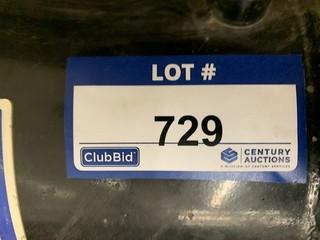 LOT #
729
ClubBid
CENTURY
AUCTIONS
A DIVISION OF CENTURY SERVICES